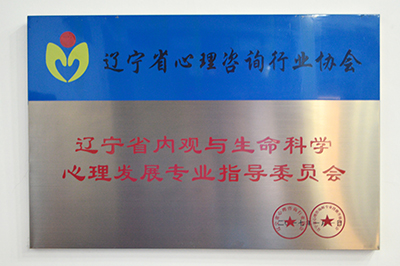 辽宁省心理咨询行业协会
辽宁省内观与生命科学
心理发展专业指导委员会